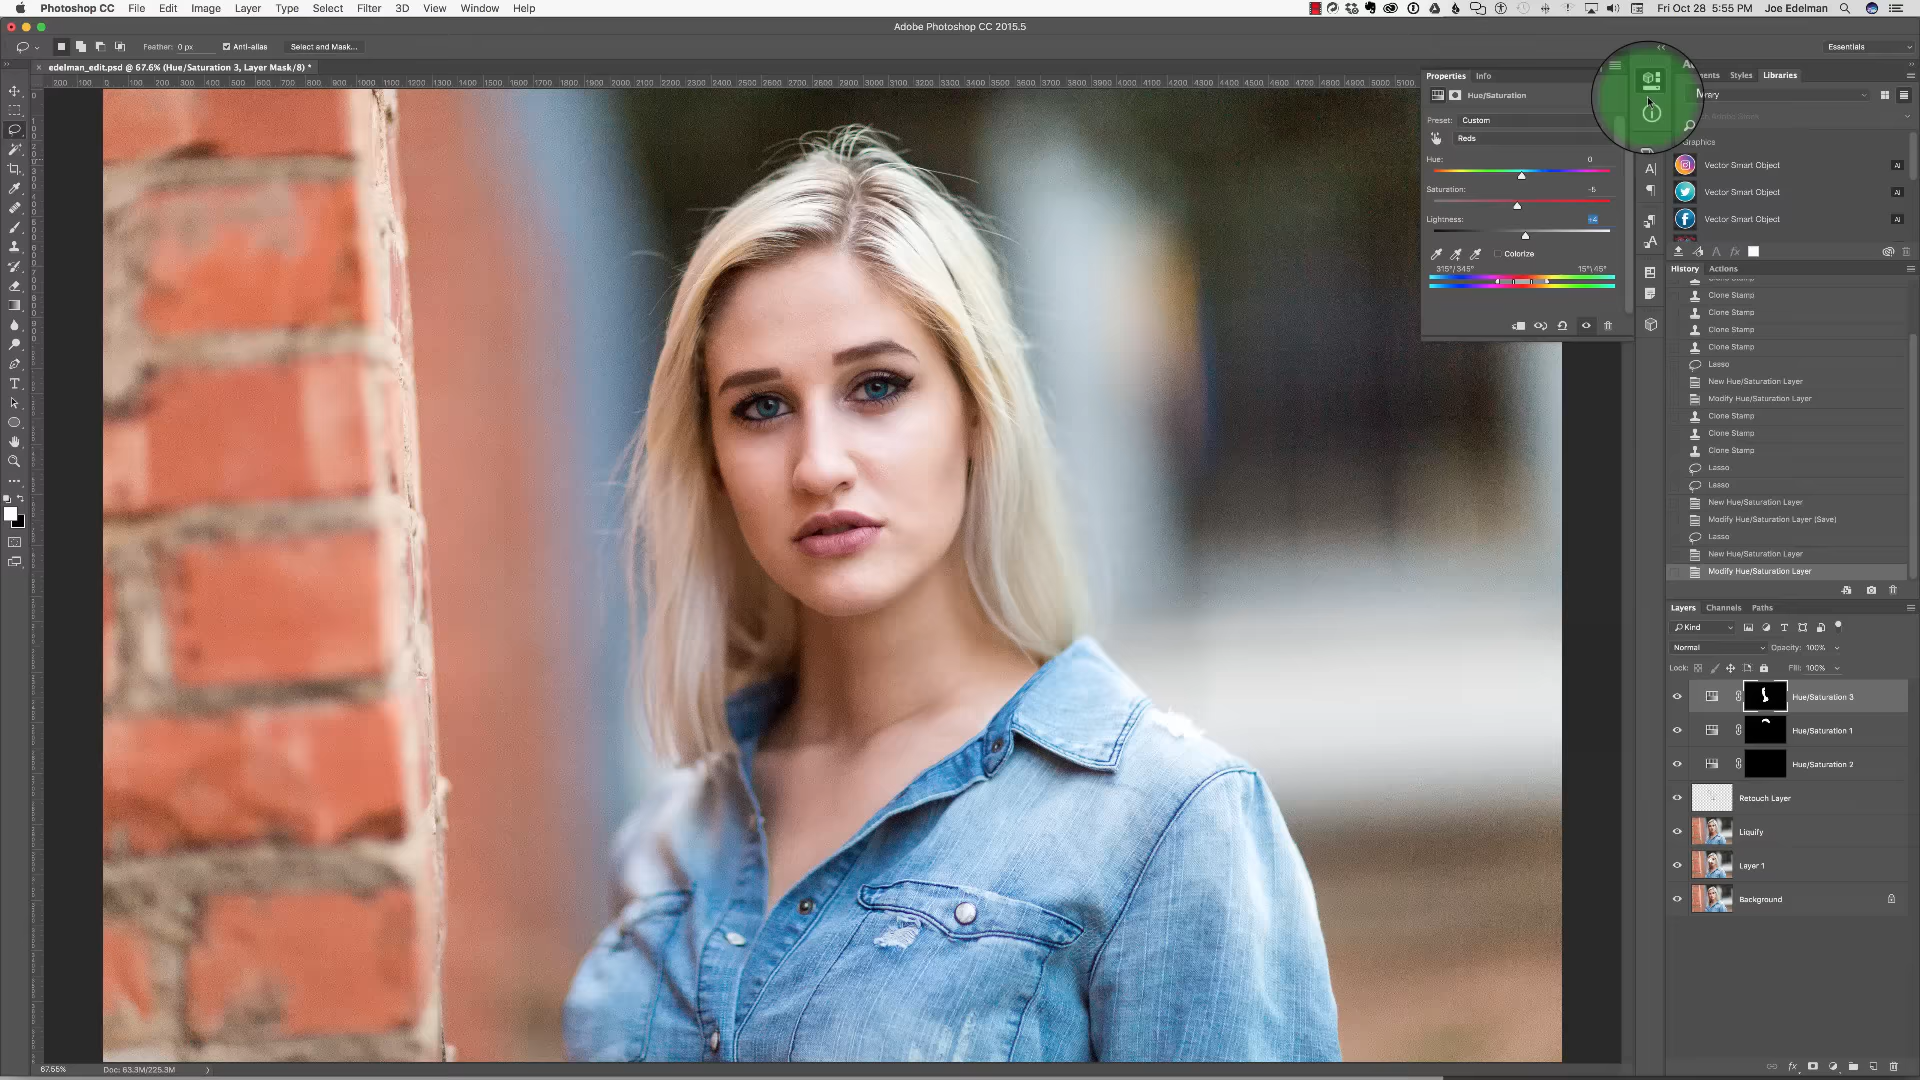 Photoshop CC File Edit Image Layer Type Select Filter 3D View Window Help
Fri Oct 28 5:55 PM Joe Edelman
Adobe Photoshop CC 2015.5
Feather: 0 px Anti-alias Select and Mask... Essentials
edelman_edit.psd @ 67.6% (Hue/Saturation 3, Layer Mask/8) *
Properties Info
Styles Libraries
Hue/Saturation
Preset: Custom
Reds
Hue: 0
Saturation: -5
Lightness: +4
Colorize
315°/345° 15°\45°
Vector Smart Object
Vector Smart Object
Vector Smart Object
History Actions
Clone Stamp
Clone Stamp
Clone Stamp
Clone Stamp
Lasso
New Hue/Saturation Layer
Modify Hue/Saturation Layer
Clone Stamp
Clone Stamp
Clone Stamp
Lasso
Lasso
New Hue/Saturation Layer
Modify Hue/Saturation Layer (Save)
Lasso
New Hue/Saturation Layer
Modify Hue/Saturation Layer
Layers Channels Paths
Kind
Normal Opacity: 100%
Lock: Fill: 100%
Hue/Saturation 3
Hue/Saturation 1
Hue/Saturation 2
Retouch Layer
Liquify
Layer 1
Background
67.55% Doc: 63.3M/225.3M